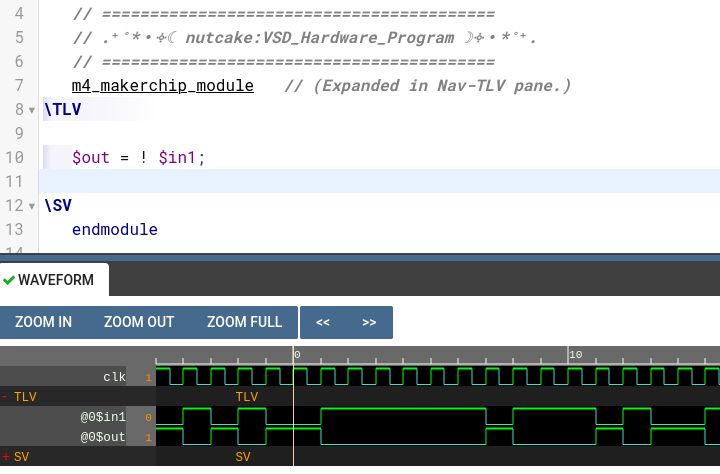 4 // =========================================
5 // .⁺˚*•✧☾ nutcake:VSD_Hardware_Program ☽✧•*˚⁺.
6 // =========================================
7 m4_makerchip_module // (Expanded in Nav-TLV pane.)
8 \TLV
9
10 $out = ! $in1;
11
12 \SV
13 endmodule
14
WAVEFORM
ZOOM IN ZOOM OUT ZOOM FULL << >>
0 10
clk 1
- TLV TLV
@0$in1 0
@0$out 1
+ SV SV